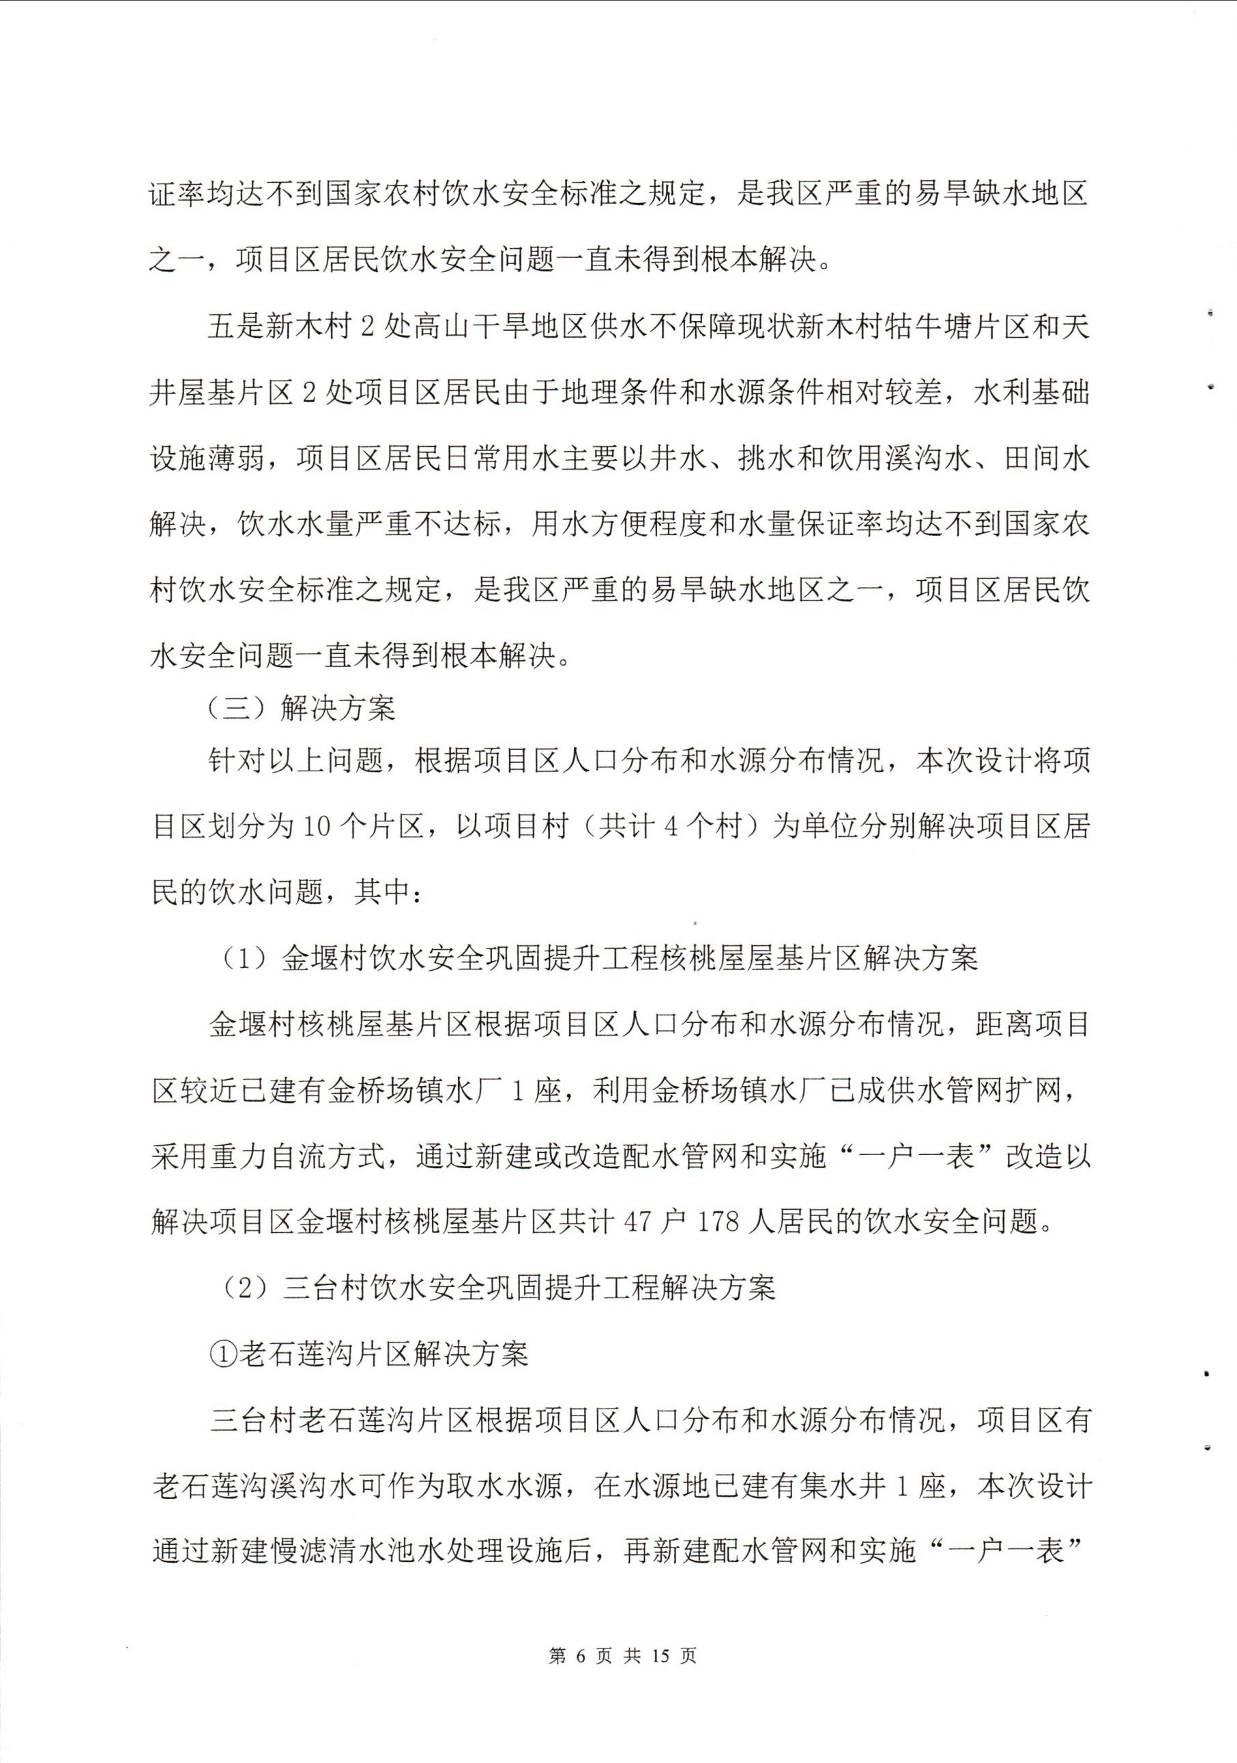 证率均达不到国家农村饮水安全标准之规定，是我区严重的易旱缺水地区
之一，项目区居民饮水安全问题一直未得到根本解决。
五是新木村 2 处高山干旱地区供水不保障现状新木村牯牛塘片区和天
井屋基片区 2 处项目区居民由于地理条件和水源条件相对较差，水利基础
设施薄弱，项目区居民日常用水主要以井水、挑水和饮用溪沟水、田间水
解决，饮水水量严重不达标，用水方便程度和水量保证率均达不到国家农
村饮水安全标准之规定，是我区严重的易旱缺水地区之一，项目区居民饮
水安全问题一直未得到根本解决。
（三）解决方案
针对以上问题，根据项目区人口分布和水源分布情况，本次设计将项
目区划分为 10 个片区，以项目村（共计 4 个村）为单位分别解决项目区居
民的饮水问题，其中：
（1）金堰村饮水安全巩固提升工程核桃屋屋基片区解决方案
金堰村核桃屋基片区根据项目区人口分布和水源分布情况，距离项目
区较近已建有金桥场镇水厂 1 座，利用金桥场镇水厂已成供水管网扩网，
采用重力自流方式，通过新建或改造配水管网和实施“一户一表”改造以
解决项目区金堰村核桃屋基片区共计 47 户 178 人居民的饮水安全问题。
（2）三台村饮水安全巩固提升工程解决方案
①老石莲沟片区解决方案
三台村老石莲沟片区根据项目区人口分布和水源分布情况，项目区有
老石莲沟溪沟水可作为取水水源，在水源地已建有集水井 1 座，本次设计
通过新建慢滤清水池水处理设施后，再新建配水管网和实施“一户一表”
第 6 页 共 15 页